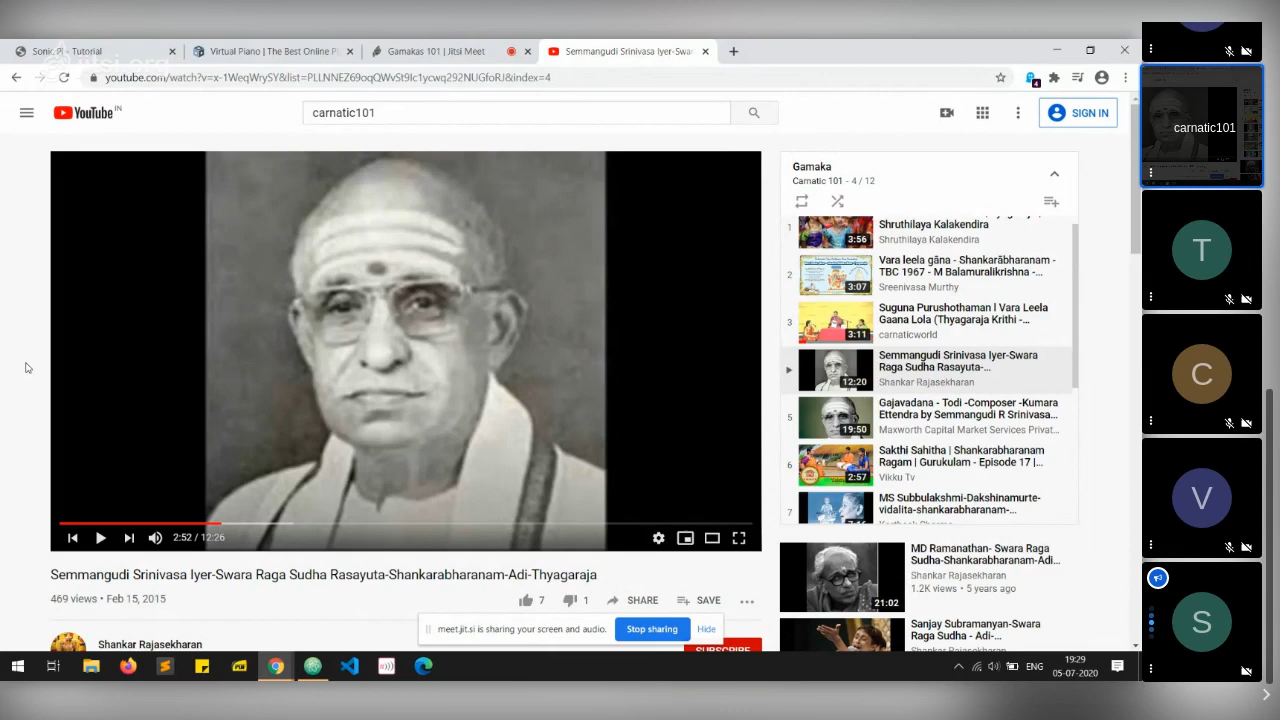 Sonic Pi - Tutorial
Virtual Piano | The Best Online P
Gamakas 101 | Jitsi Meet
Semmangudi Srinivasa Iyer-Swar
jitsi.org
youtube.com/watch?v=x-1WeqWrySY&list=PLLNNEZ69oqQWvSt9Ic1ycwq292NUGfoRJ&index=4
4
YouTube IN
carnatic101
SIGN IN
Gamaka
Carnatic 101 - 4 / 12
1
Shruthilaya Kalakendira
Shruthilaya Kalakendira
3:56
2
Vara leela gâna - Shankarābharanam -
TBC 1967 - M Balamuralikrishna -...
Sreenivasa Murthy
3:07
3
Suguna Purushothaman l Vara Leela
Gaana Lola (Thyagaraja Krithi -...
carnaticworld
3:11
Semmangudi Srinivasa Iyer-Swara
Raga Sudha Rasayuta-...
Shankar Rajasekharan
12:20
5
Gajavadana - Todi -Composer -Kumara
Ettendra by Semmangudi R Srinivasa...
Maxworth Capital Market Services Privat...
19:50
6
Sakthi Sahitha | Shankarabharanam
Ragam | Gurukulam - Episode 17 |...
Vikku Tv
2:57
7
MS Subbulakshmi-Dakshinamurte-
vidalita-shankarabharanam-...
2:52 / 12:26
Semmangudi Srinivasa Iyer-Swara Raga Sudha Rasayuta-Shankarabharanam-Adi-Thyagaraja
469 views • Feb 15, 2015
7
1
SHARE
SAVE
Shankar Rajasekharan
SUBSCRIBE
meet.jit.si is sharing your screen and audio.
Stop sharing
Hide
MD Ramanathan- Swara Raga
Sudha-Shankarabharanam-Adi...
Shankar Rajasekharan
1.2K views • 5 years ago
21:02
Sanjay Subramanyan-Swara
Raga Sudha - Adi-
ENG
19:29
05-07-2020
carnatic101
T
C
V
S